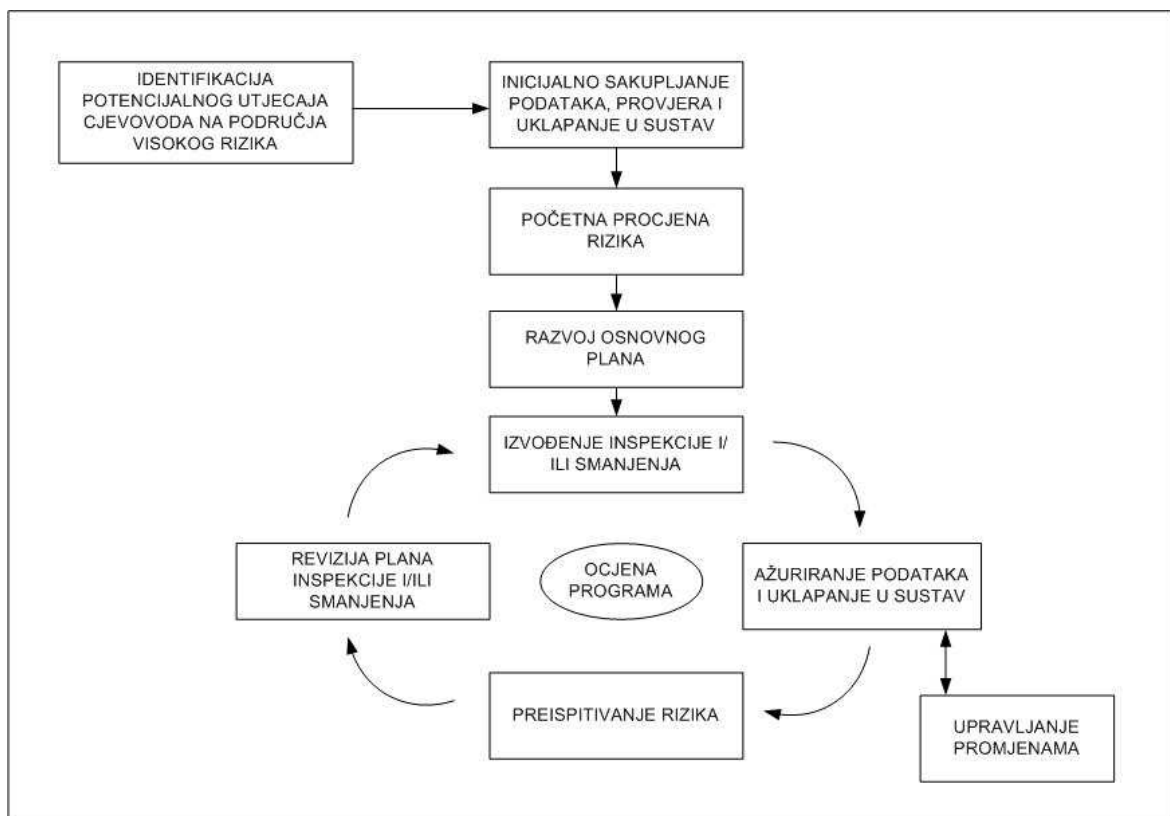 IDENTIFIKACIJA
POTENCIJALNOG UTJECAJA
CJEVOVODA NA PODRUČJA
VISOKOG RIZIKA
INICIJALNO SAKUPLJANJE
PODATAKA, PROVJERA I
UKLAPANJE U SUSTAV
POČETNA PROCJENA
RIZIKA
RAZVOJ OSNOVNOG
PLANA
IZVOĐENJE INSPEKCIJE I/
ILI SMANJENJA
REVIZIJA PLANA
INSPEKCIJE I/ILI
SMANJENJA
OCJENA
PROGRAMA
AŽURIRANJE PODATAKA
I UKLAPANJE U SUSTAV
PREISPITIVANJE RIZIKA
UPRAVLJANJE
PROMJENAMA